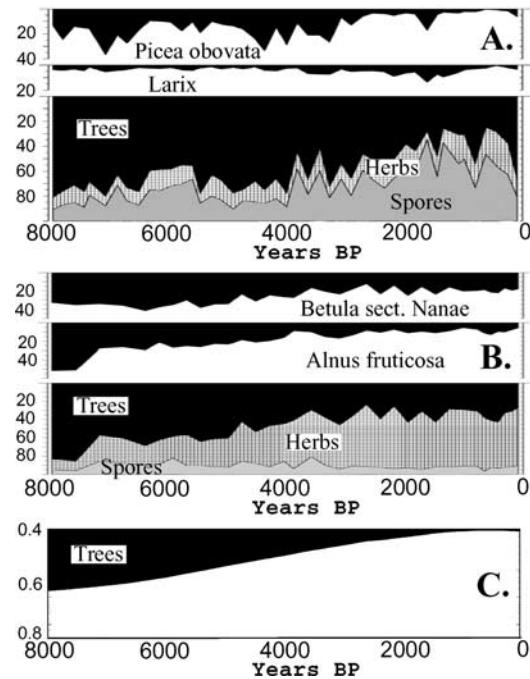 20
40
Picea obovata
A.
20
Larix
20
40
60
80
Trees
Herbs
Spores
8000 6000 4000 2000 0
Years BP
20
40
Betula sect. Nanae
20
40
Alnus fruticosa
B.
20
40
60
80
Trees
Herbs
Spores
8000 6000 4000 2000 0
Years BP
0.4
0.6
0.8
Trees
C.
8000 6000 4000 2000 0
Years BP